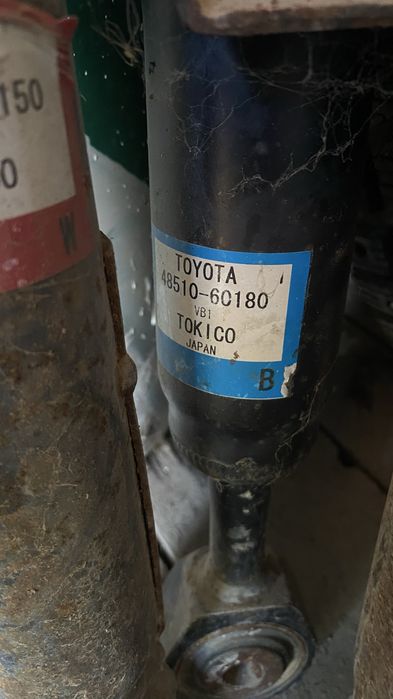 150
0
W
TOYOTA
48510-60180
VB1
TOKICO
JAPAN
B